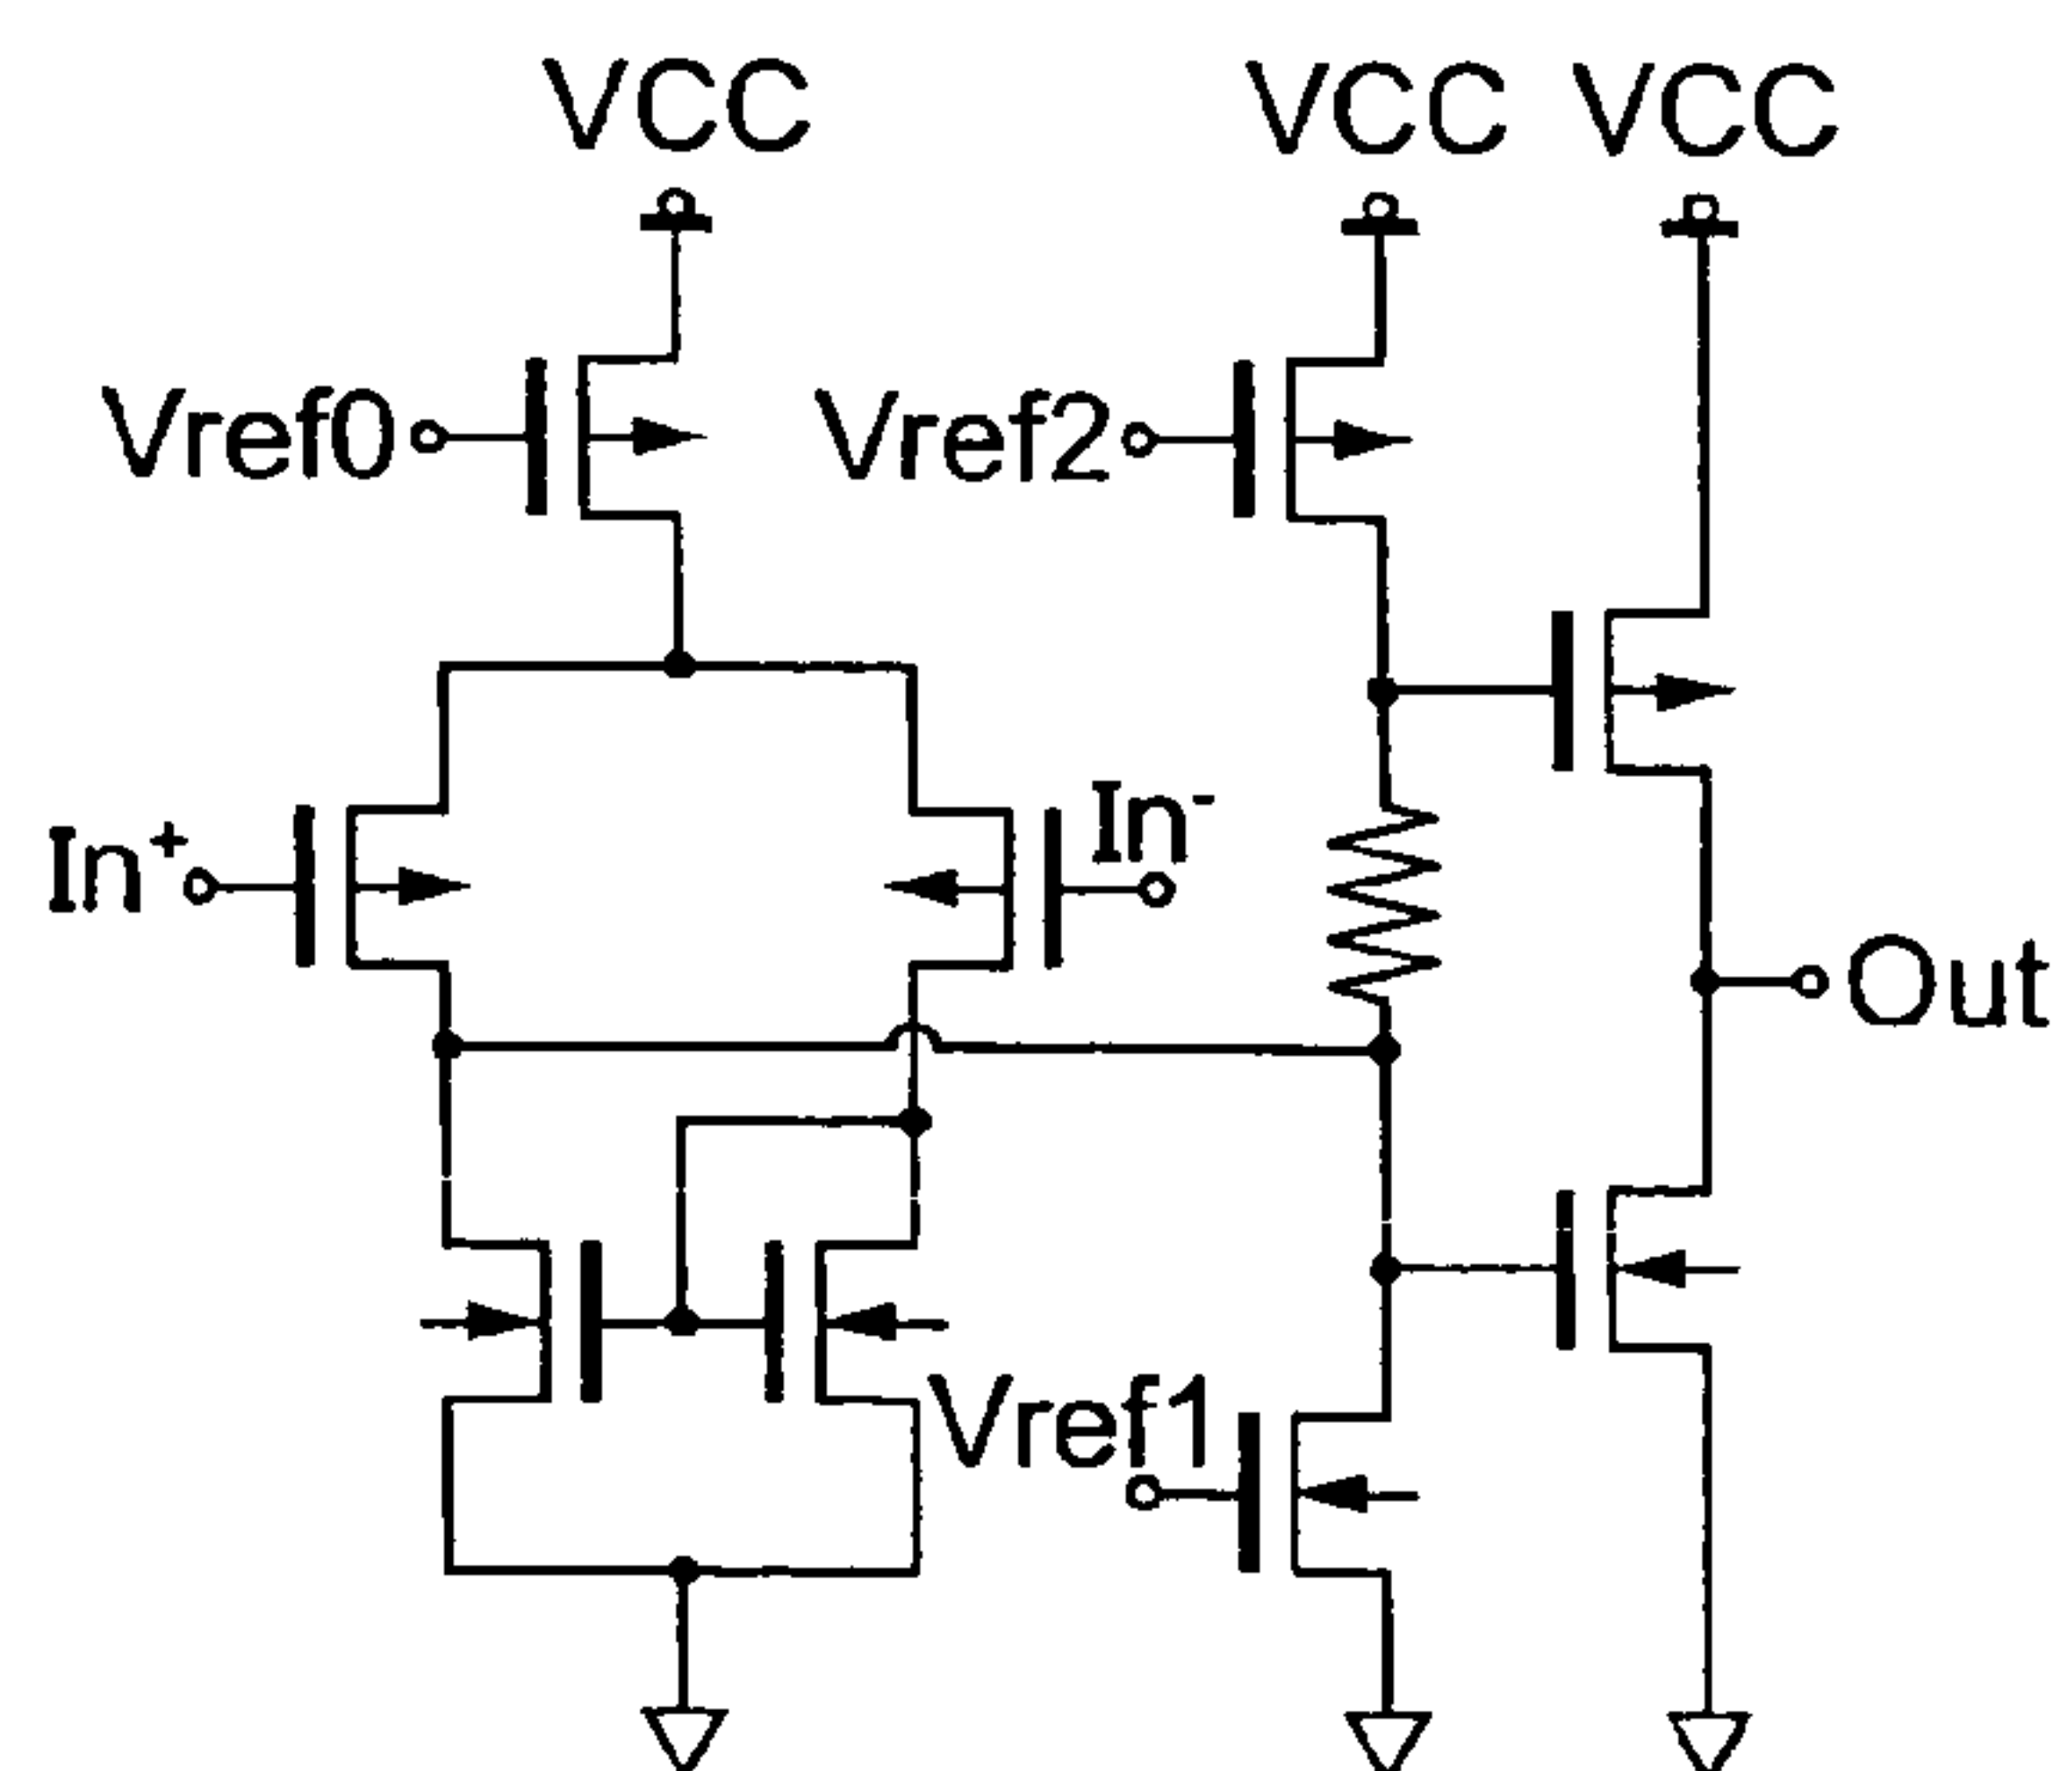 VCC
VCC
VCC
Vref0
Vref2
In+
In-
Out
Vref1